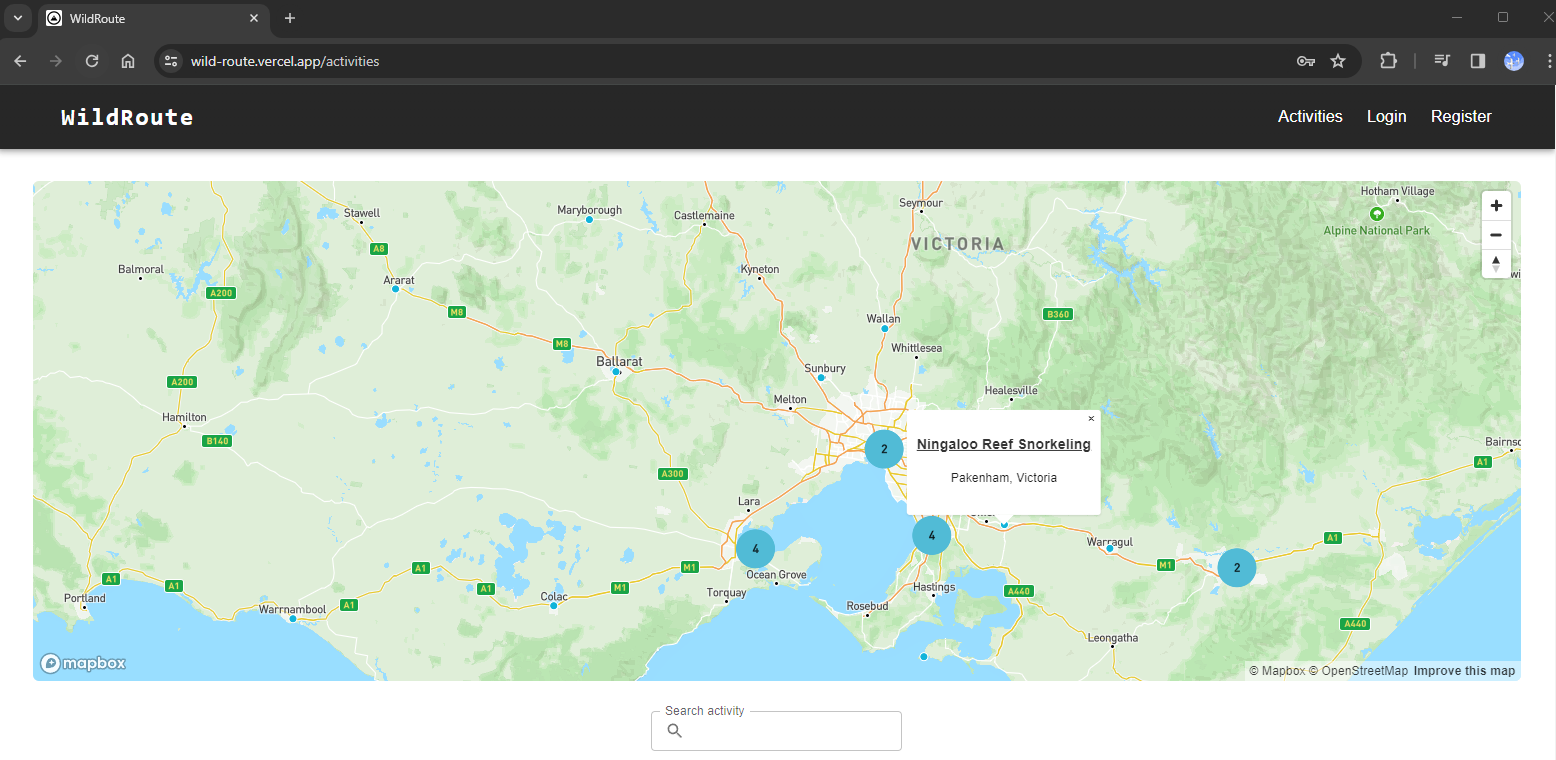 WildRoute
wild-route.vercel.app/activities
WildRoute
Activities Login Register
Hotham Village
Alpine National Park
Stawell
Maryborough
Castlemaine
Seymour
VICTORIA
A8
Balmoral
Ararat
Kyneton
A200
M8
B360
Wallan
M8
Whittlesea
Ballarat
Sunbury
A200
Healesville
Melton
Hamilton
B140
2
Ningaloo Reef Snorkeling
Pakenham, Victoria
A1
A300
Lara
4
4
Warragul
A1
M1
2
A1
A1
A1
A1
M1
M1
Ocean Grove
Portland
Colac
Torquay
Hastings
A440
Warrnambool
A1
Rosebud
A440
Leongatha
mapbox
© Mapbox © OpenStreetMap Improve this map
Search activity